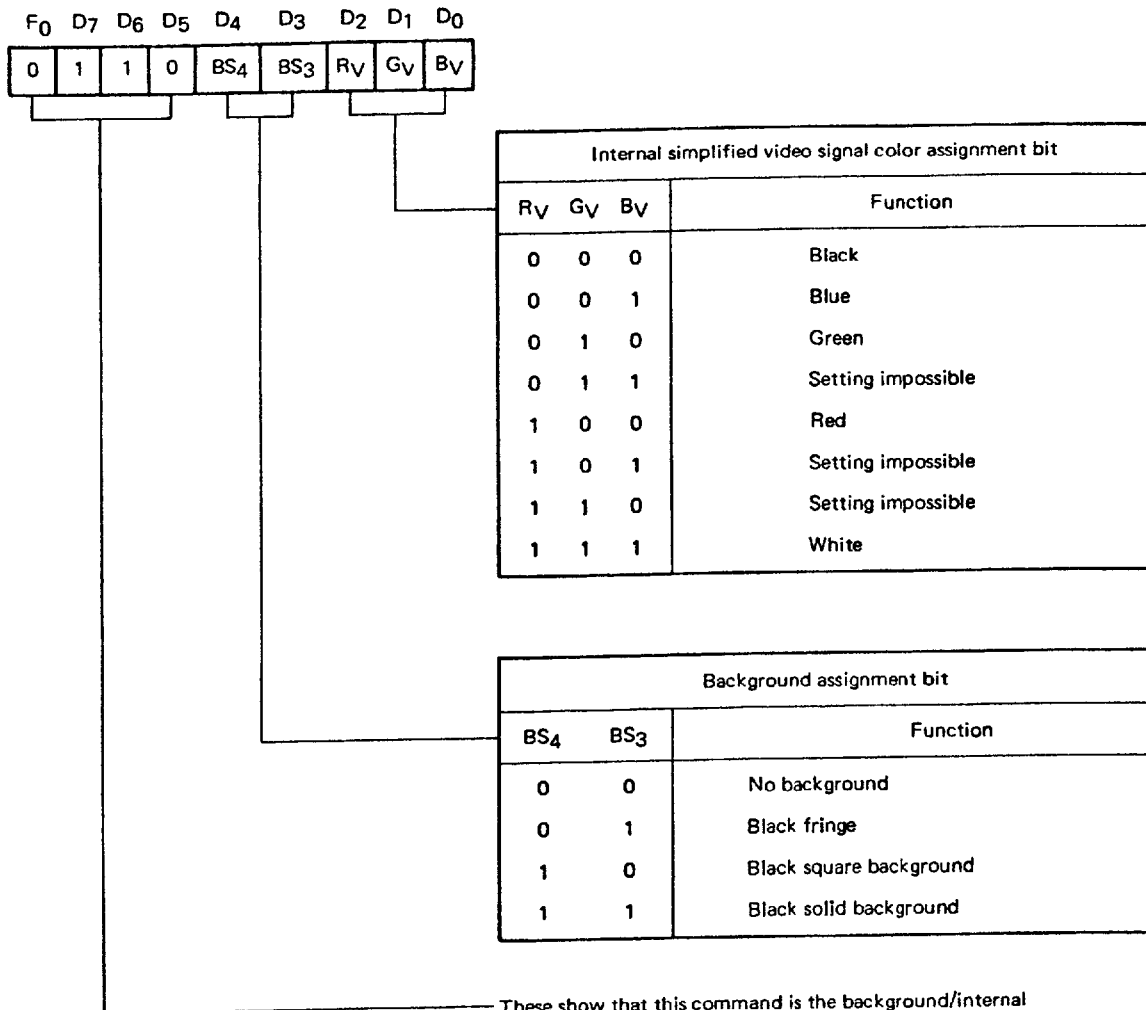 F0 D7 D6 D5 D4 D3 D2 D1 D0
0 1 1 0 BS4 BS3 RV GV BV
Internal simplified video signal color assignment bit
RV GV BV Function
0 0 0 Black
0 0 1 Blue
0 1 0 Green
0 1 1 Setting impossible
1 0 0 Red
1 0 1 Setting impossible
1 1 0 Setting impossible
1 1 1 White
Background assignment bit
BS4 BS3 Function
0 0 No background
0 1 Black fringe
1 0 Black square background
1 1 Black solid background
These show that this command is the background/internal